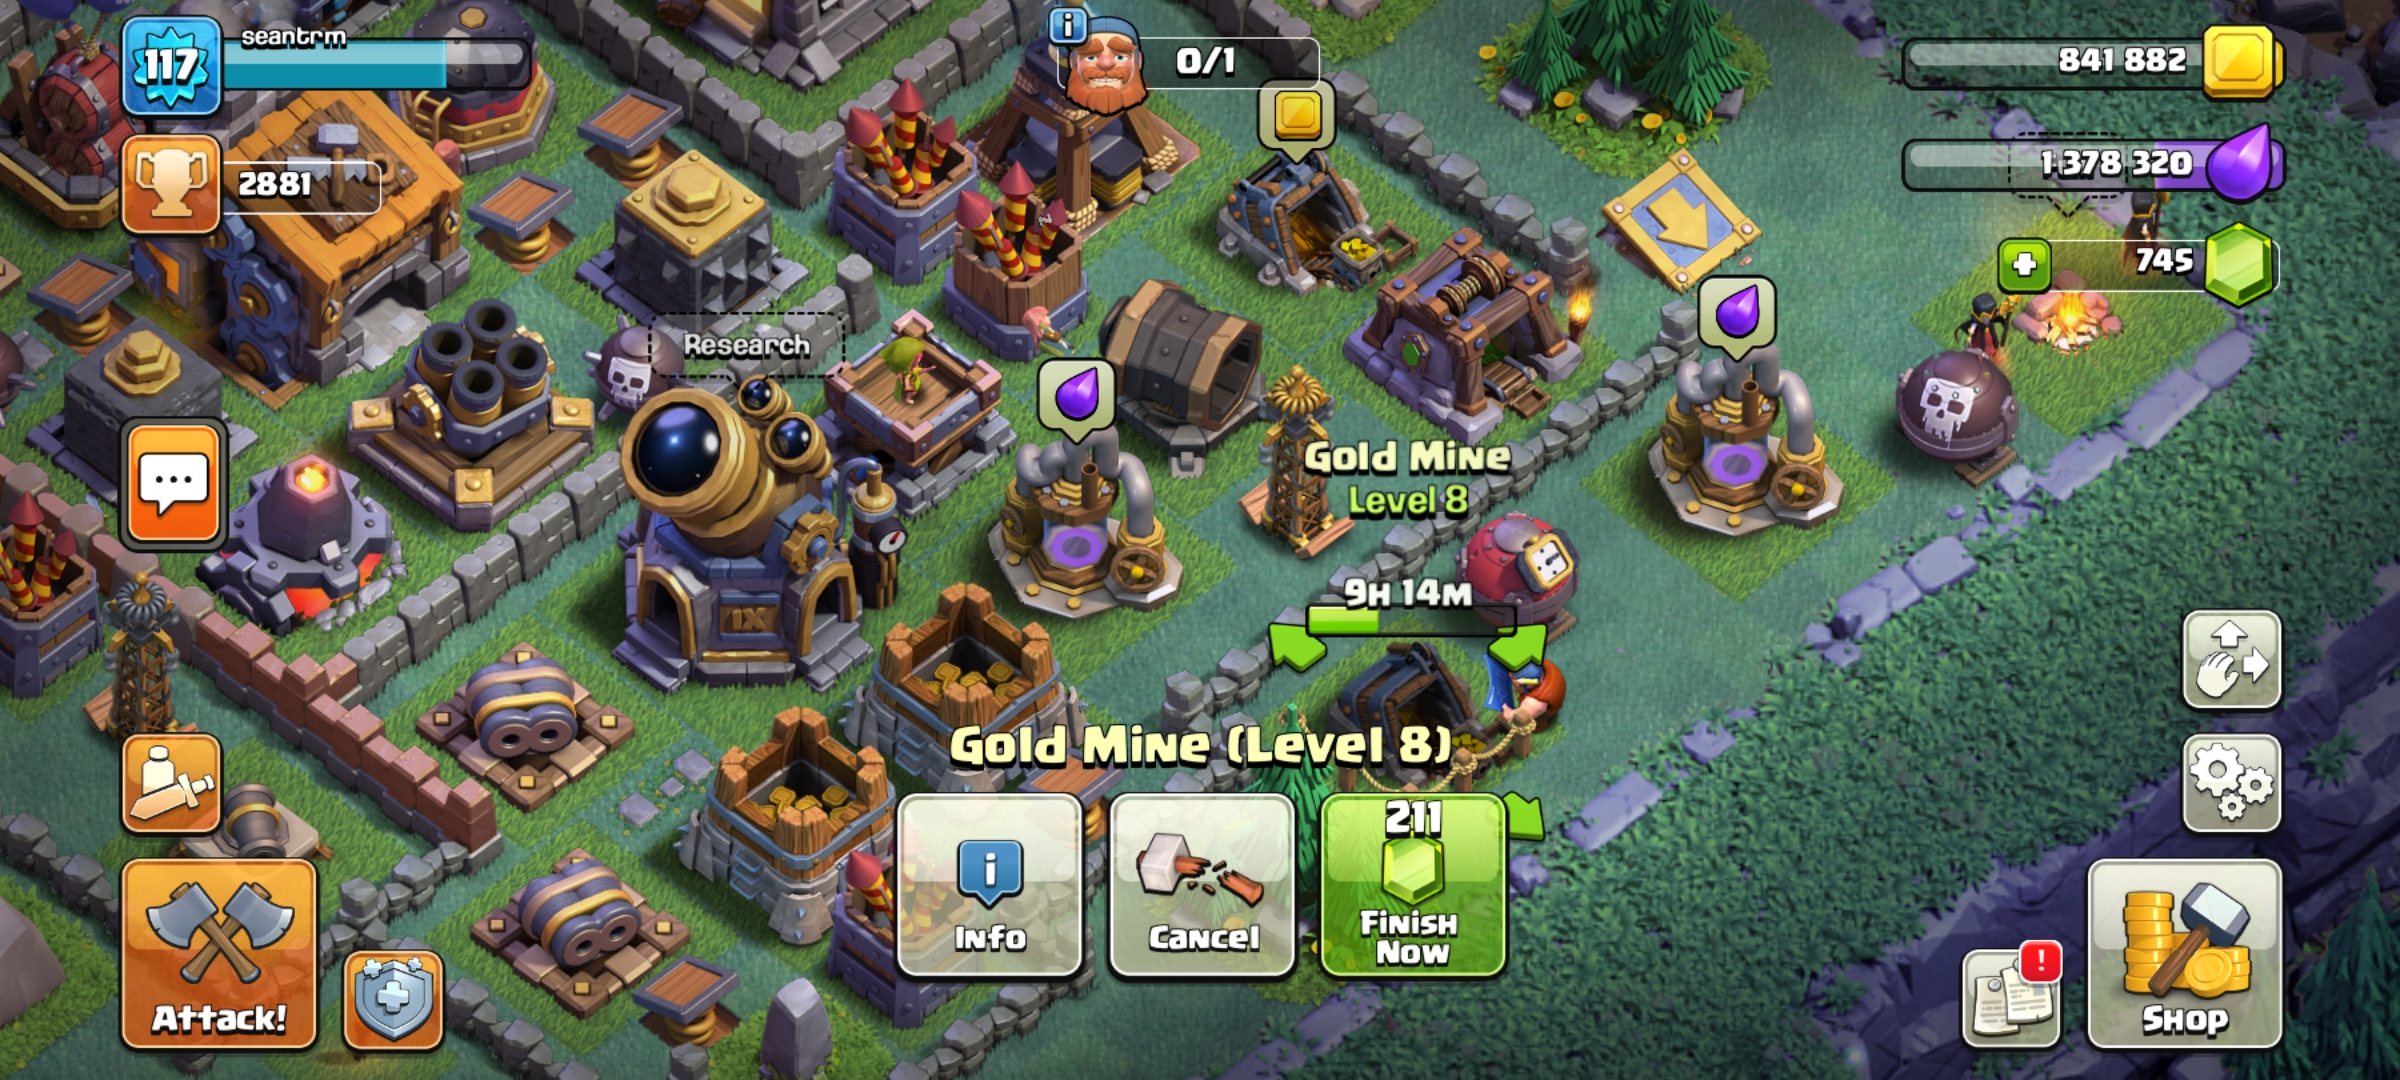 117
seantrm
0/1
841 882
2881
1 378 320
745
Research
Gold Mine
Level 8
9H 14M
IX
Gold Mine (Level 8)
211
Info
Cancel
Finish
Now
Attack!
!
Shop